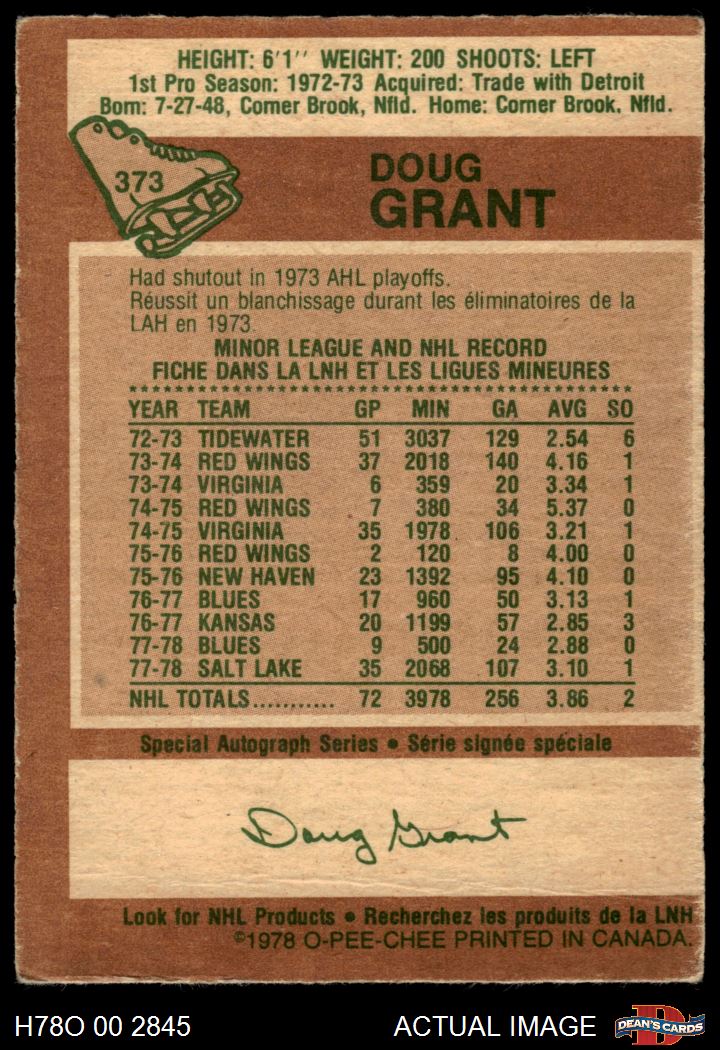 HEIGHT: 6'1'' WEIGHT: 200 SHOOTS: LEFT
1st Pro Season: 1972-73 Acquired: Trade with Detroit
Born: 7-27-48, Corner Brook, Nfld. Home: Corner Brook, Nfld.
373
DOUG
GRANT
Had shutout in 1973 AHL playoffs.
Réussit un blanchissage durant les éliminatoires de la
LAH en 1973.
MINOR LEAGUE AND NHL RECORD
FICHE DANS LA LNH ET LES LIGUES MINEURES
YEAR TEAM GP MIN GA AVG SO
72-73 TIDEWATER 51 3037 129 2.54 6
73-74 RED WINGS 37 2018 140 4.16 1
73-74 VIRGINIA 6 359 20 3.34 1
74-75 RED WINGS 7 380 34 5.37 0
74-75 VIRGINIA 35 1978 106 3.21 1
75-76 RED WINGS 2 120 8 4.00 0
75-76 NEW HAVEN 23 1392 95 4.10 0
76-77 BLUES 17 960 50 3.13 1
76-77 KANSAS 20 1199 57 2.85 3
77-78 BLUES 9 500 24 2.88 0
77-78 SALT LAKE 35 2068 107 3.10 1
NHL TOTALS........... 72 3978 256 3.86 2
Special Autograph Series • Série signée spéciale
Doug Grant
Look for NHL Products • Recherchez les produits de la LNH
©1978 O-PEE-CHEE PRINTED IN CANADA.
H78O 00 2845 ACTUAL IMAGE DEAN'S CARDS